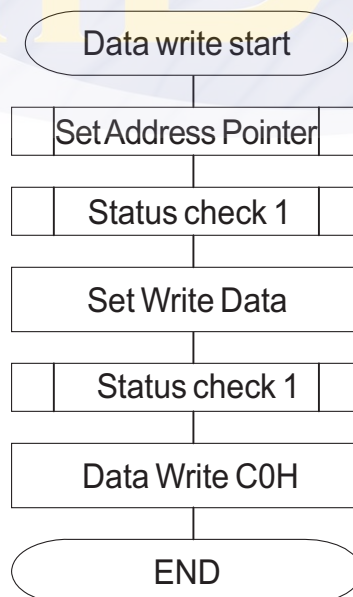 Data write start
Set Address Pointer
Status check 1
Set Write Data
Status check 1
Data Write C0H
END